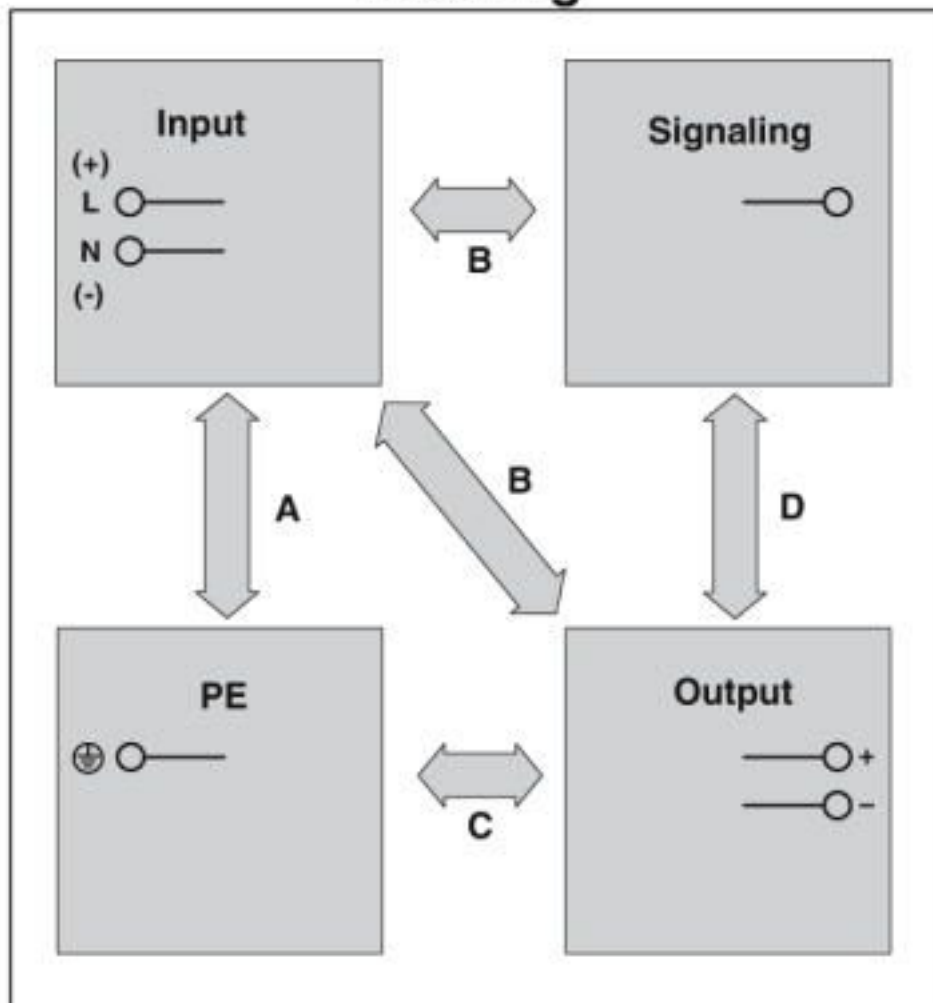 Input
(+)
L
N
(-)
Signaling
B
A
B
D
PE
Output
+
–
C